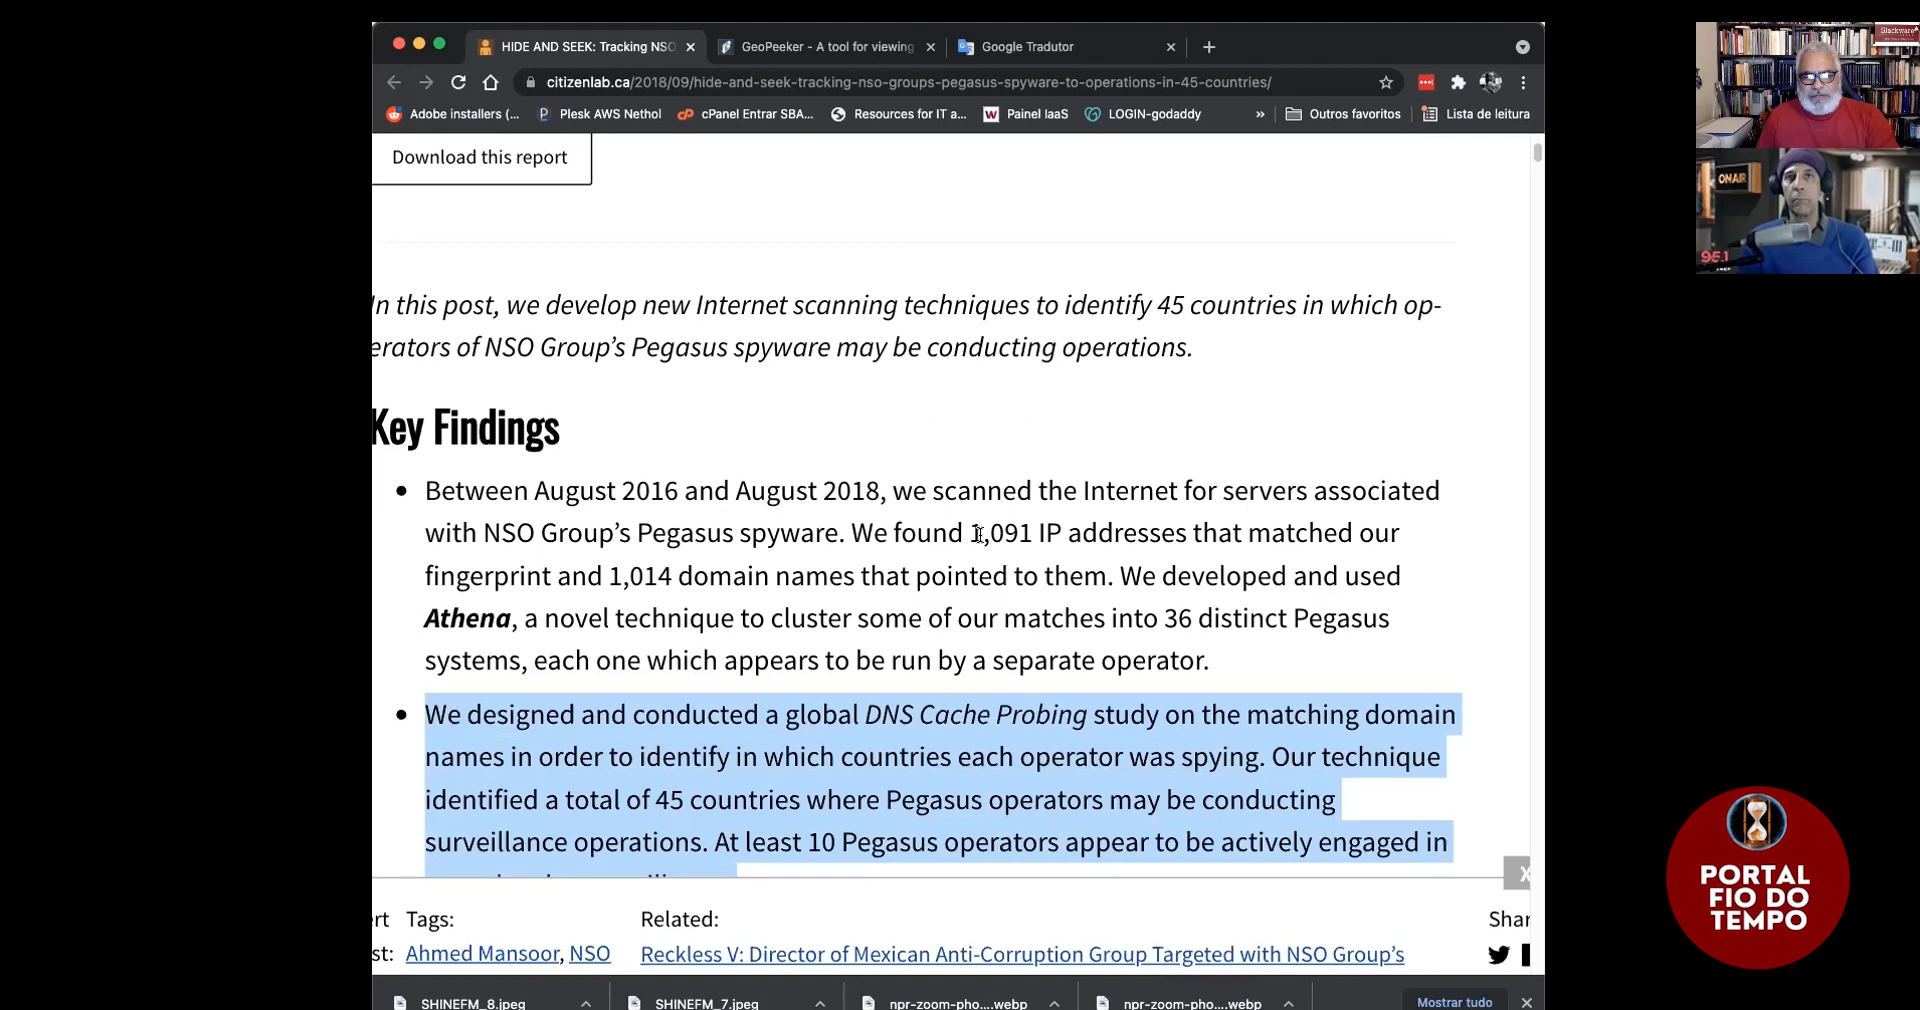 HIDE AND SEEK: Tracking NSO
GeoPeeker - A tool for viewing
Google Tradutor
citizenlab.ca/2018/09/hide-and-seek-tracking-nso-groups-pegasus-spyware-to-operations-in-45-countries/
Adobe installers (...
Plesk AWS Nethol
cPanel Entrar SBA...
Resources for IT a...
Painel IaaS
LOGIN-godaddy
»
Outros favoritos
Lista de leitura
Download this report
In this post, we develop new Internet scanning techniques to identify 45 countries in which op-
erators of NSO Group's Pegasus spyware may be conducting operations.
Key Findings
Between August 2016 and August 2018, we scanned the Internet for servers associated
with NSO Group's Pegasus spyware. We found 1,091 IP addresses that matched our
fingerprint and 1,014 domain names that pointed to them. We developed and used
Athena, a novel technique to cluster some of our matches into 36 distinct Pegasus
systems, each one which appears to be run by a separate operator.
We designed and conducted a global DNS Cache Probing study on the matching domain
names in order to identify in which countries each operator was spying. Our technique
identified a total of 45 countries where Pegasus operators may be conducting
surveillance operations. At least 10 Pegasus operators appear to be actively engaged in
X
ert Tags:
Related:
Shar
st: Ahmed Mansoor, NSO
Reckless V: Director of Mexican Anti-Corruption Group Targeted with NSO Group's
SHINEFM_8.jpeg
SHINEFM_7.jpeg
npr-zoom-pho....webp
npr-zoom-pho....webp
Mostrar tudo
Slackware
ON AIR
95.1
PORTAL
FIO DO
TEMPO